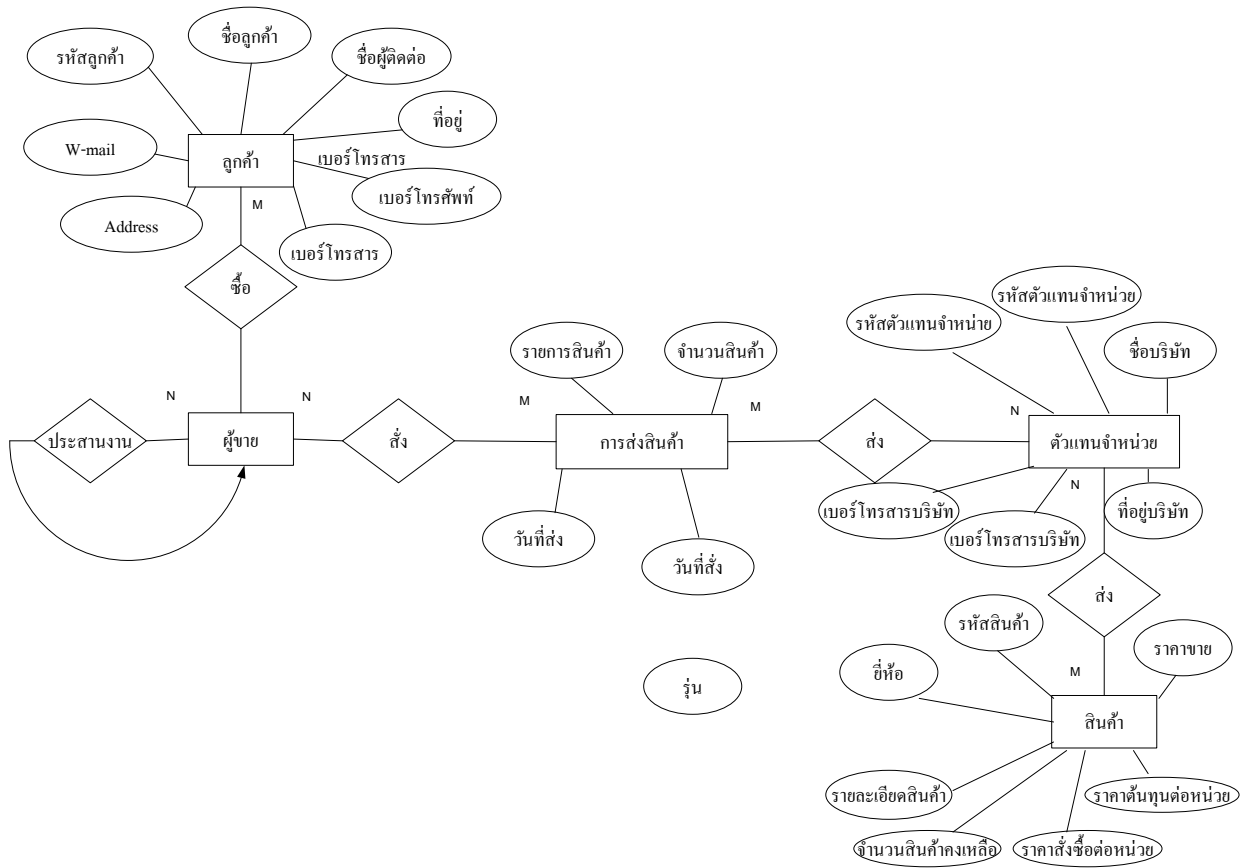 ชื่อลูกค้า
รหัสลูกค้า
ชื่อผู้ติดต่อ
ที่อยู่
W-mail
ลูกค้า
เบอร์โทรสาร
เบอร์โทรศัพท์
M
Address
เบอร์โทรสาร
ซื้อ
รหัสตัวแทนจำหน่วย
รหัสตัวแทนจำหน่าย
รายการสินค้า
จำนวนสินค้า
ชื่อบริษัท
N
N
M
M
N
ประสานงาน
ผู้ขาย
สั่ง
การส่งสินค้า
ส่ง
ตัวแทนจำหน่วย
N
เบอร์โทรสารบริษัท
ที่อยู่บริษัท
วันที่ส่ง
เบอร์โทรสารบริษัท
วันที่สั่ง
ส่ง
รหัสสินค้า
ราคาขาย
ยี่ห้อ
M
รุ่น
สินค้า
รายละเอียดสินค้า
ราคาต้นทุนต่อหน่วย
จำนวนสินค้าคงเหลือ
ราคาสั่งซื้อต่อหน่วย